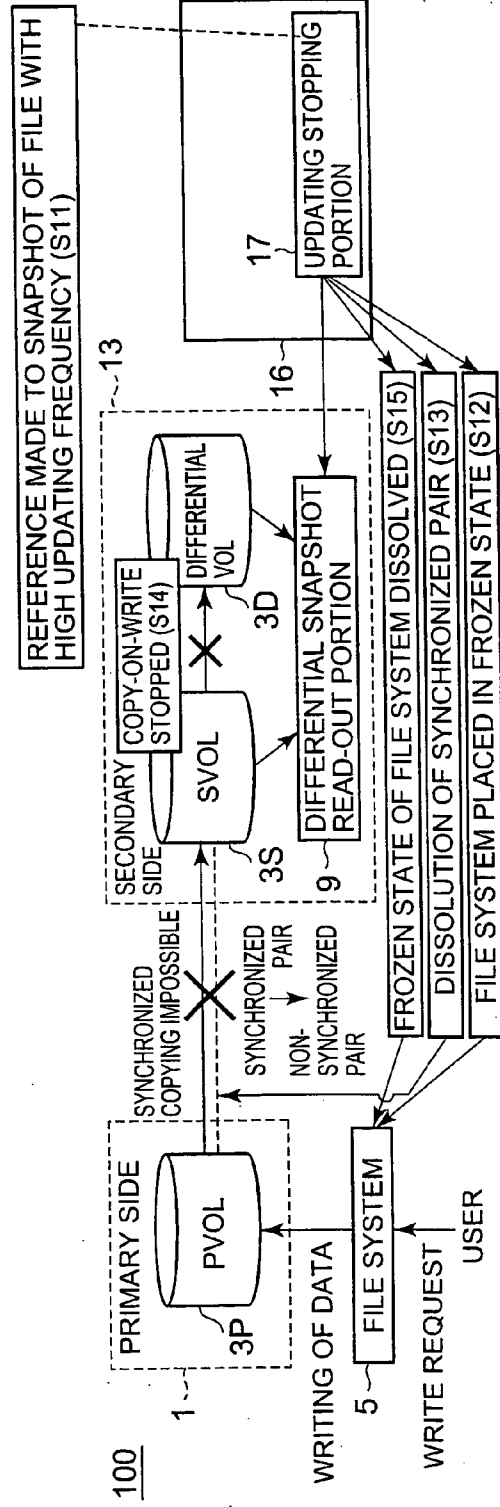 100
REFERENCE MADE TO SNAPSHOT OF FILE WITH
HIGH UPDATING FREQUENCY (S11)
PRIMARY SIDE
1
PVOL
3P
WRITING OF DATA
FILE SYSTEM
5
WRITE REQUEST
USER
SYNCHRONIZED
COPYING IMPOSSIBLE
SYNCHRONIZED
PAIR
NON-
SYNCHRONIZED
PAIR
SECONDARY
SIDE
13
COPY-ON-WRITE
STOPPED (S14)
SVOL
3S
DIFFERENTIAL
VOL
3D
DIFFERENTIAL SNAPSHOT
READ-OUT PORTION
9
16
17
UPDATING STOPPING
PORTION
FROZEN STATE OF FILE SYSTEM DISSOLVED (S15)
DISSOLUTION OF SYNCHRONIZED PAIR (S13)
FILE SYSTEM PLACED IN FROZEN STATE (S12)